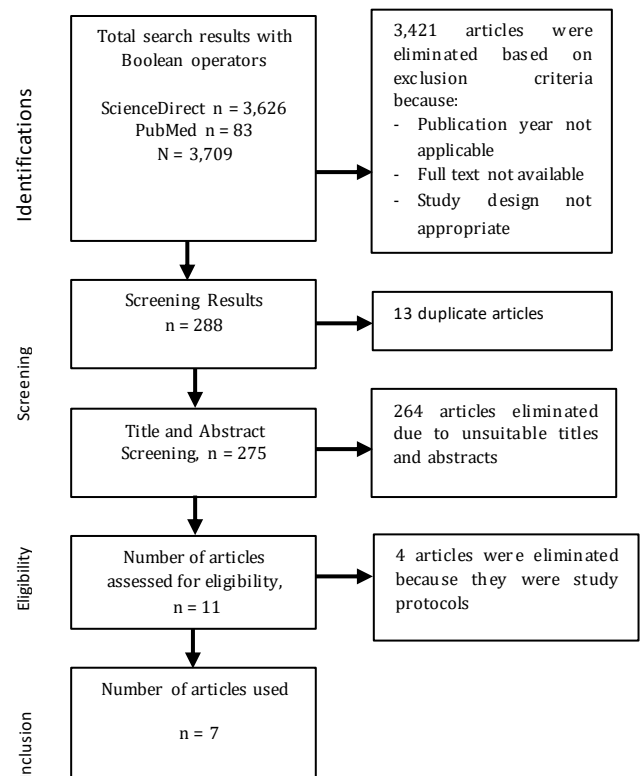 Identifications
Total search results with
Boolean operators
ScienceDirect n = 3,626
PubMed n = 83
N = 3,709
3,421 articles were
eliminated based on
exclusion criteria
because:
- Publication year not
applicable
- Full text not available
- Study design not
appropriate
Screening
Screening Results
n = 288
13 duplicate articles
Title and Abstract
Screening, n = 275
264 articles eliminated
due to unsuitable titles
and abstracts
Eligibility
Number of articles
assessed for eligibility,
n = 11
4 articles were eliminated
because they were study
protocols
nclusion
Number of articles used
n = 7